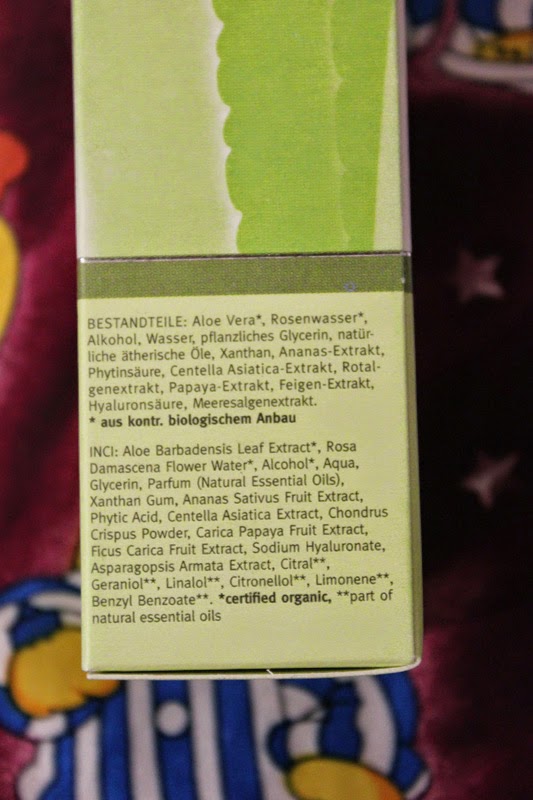 BESTANDTEILE: Aloe Vera*, Rosenwasser*,
Alkohol, Wasser, pflanzliches Glycerin, natür-
liche ätherische Öle, Xanthan, Ananas-Extrakt,
Phytinsäure, Centella Asiatica-Extrakt, Rotal-
genextrakt, Papaya-Extrakt, Feigen-Extrakt,
Hyaluronsäure, Meeresalgenextrakt.
* aus kontr. biologischem Anbau
INCI: Aloe Barbadensis Leaf Extract*, Rosa
Damascena Flower Water*, Alcohol*, Aqua,
Glycerin, Parfum (Natural Essential Oils),
Xanthan Gum, Ananas Sativus Fruit Extract,
Phytic Acid, Centella Asiatica Extract, Chondrus
Crispus Powder, Carica Papaya Fruit Extract,
Ficus Carica Fruit Extract, Sodium Hyaluronate,
Asparagopsis Armata Extract, Citral**,
Geraniol**, Linalol**, Citronellol**, Limonene**,
Benzyl Benzoate**. *certified organic, **part of
natural essential oils